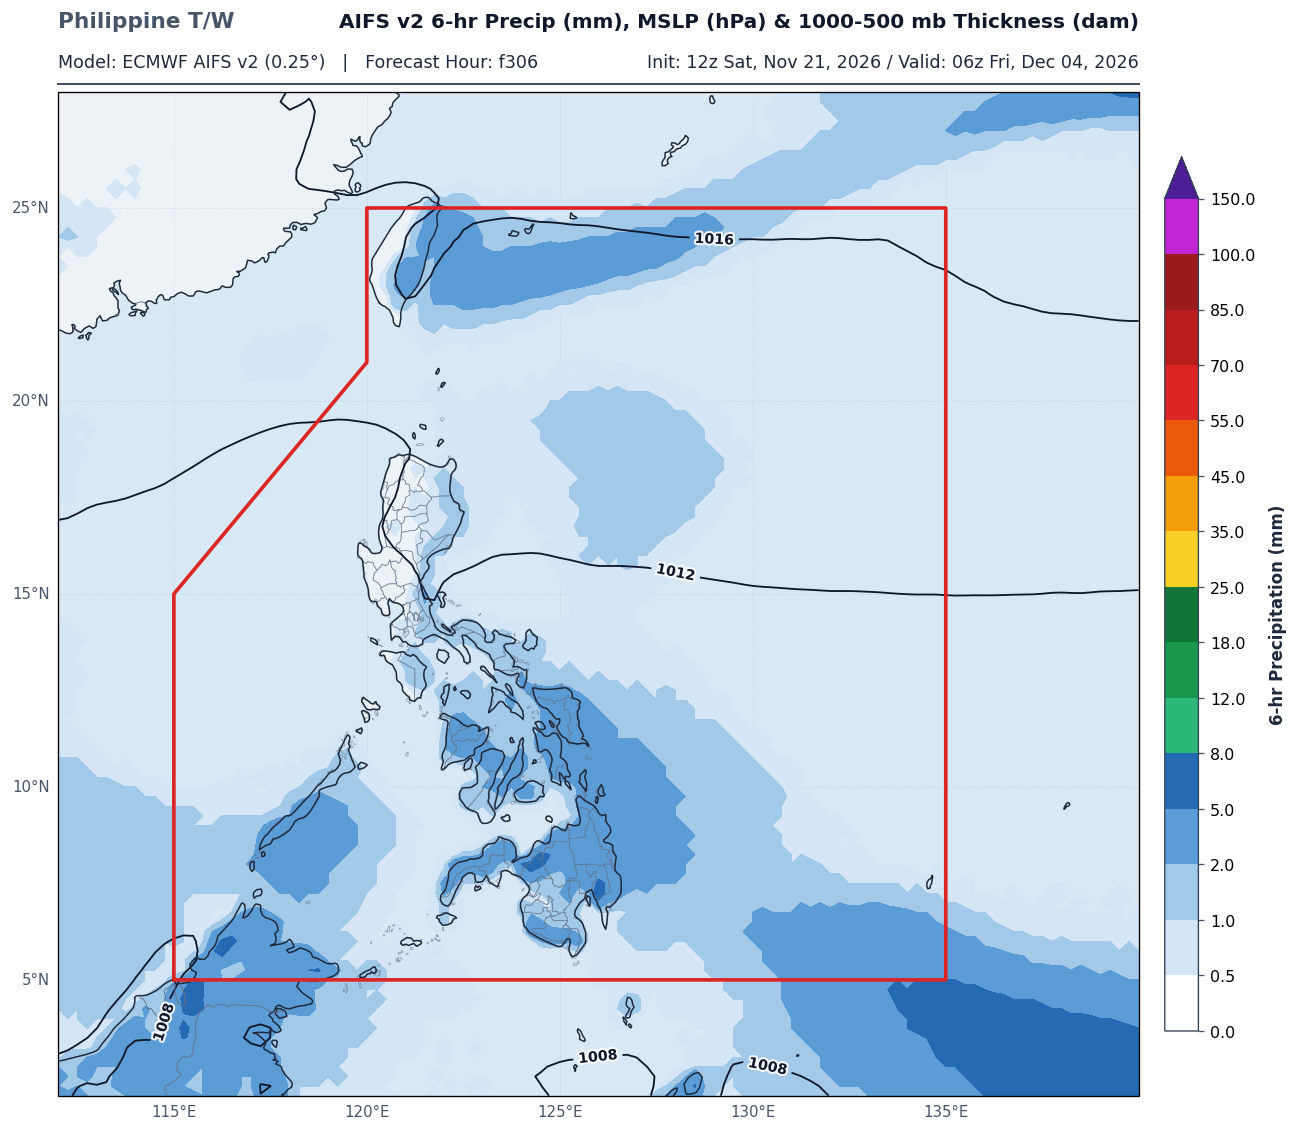 Philippine T/W
AIFS v2 6-hr Precip (mm), MSLP (hPa) & 1000-500 mb Thickness (dam)
Model: ECMWF AIFS v2 (0.25°)   |   Forecast Hour: f306
Init: 12z Sat, Nov 21, 2026 / Valid: 06z Fri, Dec 04, 2026
25°N
20°N
15°N
10°N
5°N
115°E
120°E
125°E
130°E
135°E
1016
1012
1008
1008
1008
150.0
100.0
85.0
70.0
55.0
45.0
35.0
25.0
18.0
12.0
8.0
5.0
2.0
1.0
0.5
0.0
6-hr Precipitation (mm)